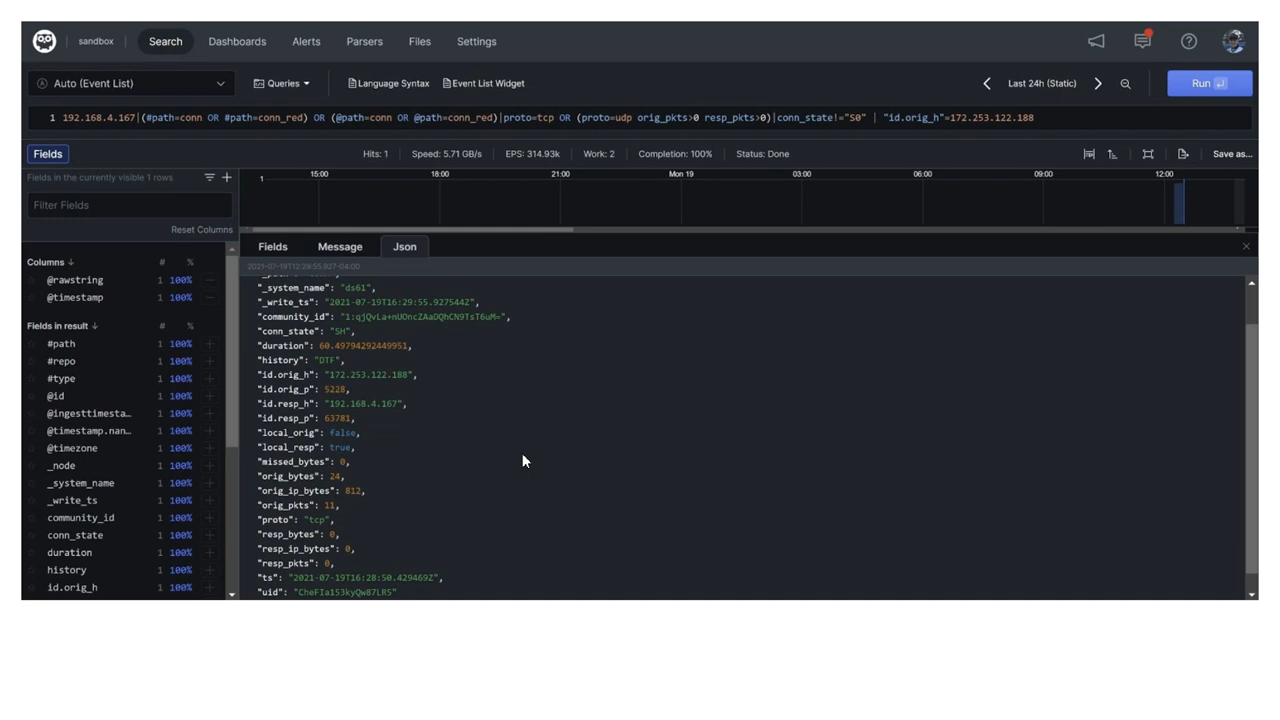 sandbox Search Dashboards Alerts Parsers Files Settings
Auto (Event List) Queries Language Syntax Event List Widget Last 24h (Static) Run
1 192.168.4.167|(#path=conn OR #path=conn_red) OR (@path=conn OR @path=conn_red)|proto=tcp OR (proto=udp orig_pkts>0 resp_pkts>0)|conn_state!="S0" | "id.orig_h"=172.253.122.188
Fields Hits: 1 Speed: 5.71 GB/s EPS: 314.93k Work: 2 Completion: 100% Status: Done Save as...
Fields in the currently visible 1 rows
1 15:00 18:00 21:00 Mon 19 03:00 06:00 09:00 12:00
Filter Fields
Reset Columns
Fields Message Json
2021-07-19T12:29:55.927-04:00
Columns # %
@rawstring 1 100%
@timestamp 1 100%
Fields in result # %
#path 1 100%
#repo 1 100%
#type 1 100%
@id 1 100%
@ingesttimesta... 1 100%
@timestamp.nan... 1 100%
@timezone 1 100%
_node 1 100%
_system_name 1 100%
_write_ts 1 100%
community_id 1 100%
conn_state 1 100%
duration 1 100%
history 1 100%
id.orig_h 1 100%
"_system_name": "ds61",
"_write_ts": "2021-07-19T16:29:55.927544Z",
"community_id": "1:qjQvLa+nUOncZAaDQhCN9TsT6uM=",
"conn_state": "SH",
"duration": 60.49794292449951,
"history": "DTF",
"id.orig_h": "172.253.122.188",
"id.orig_p": 5228,
"id.resp_h": "192.168.4.167",
"id.resp_p": 63781,
"local_orig": false,
"local_resp": true,
"missed_bytes": 0,
"orig_bytes": 24,
"orig_ip_bytes": 812,
"orig_pkts": 11,
"proto": "tcp",
"resp_bytes": 0,
"resp_ip_bytes": 0,
"resp_pkts": 0,
"ts": "2021-07-19T16:28:50.429469Z",
"uid": "CheFIa153kyQw87LR5"